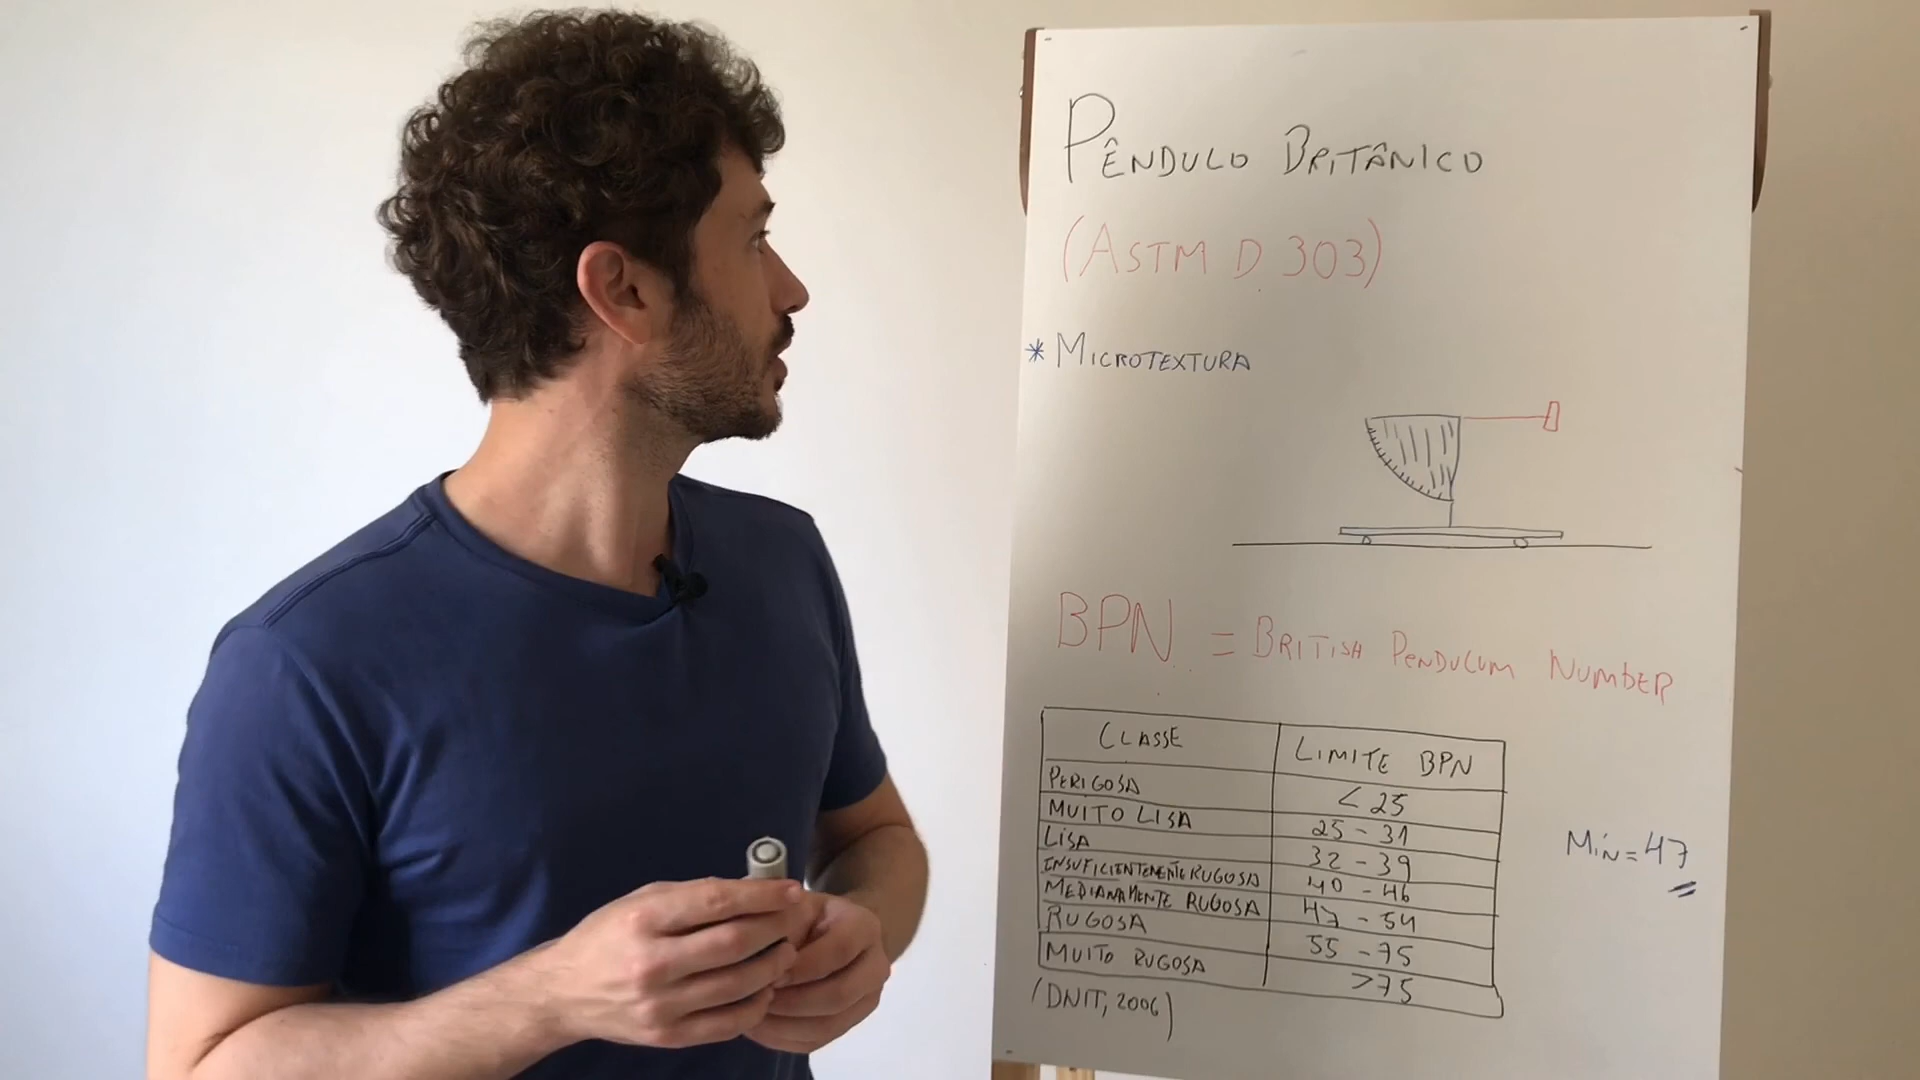 PÊNDULO BRITÂNICO
(ASTM D 303)
* MICROTEXTURA
BPN = BRITISH PENDULUM NUMBER
CLASSE LIMITE BPN
PERIGOSA < 25
MUITO LISA 25 - 31
LISA 32 - 39
INSUFICIENTEMENTE RUGOSA 40 - 46
MEDIANAMENTE RUGOSA 47 - 54
RUGOSA 55 - 75
MUITO RUGOSA >75
MÍN = 47
(DNIT, 2006)